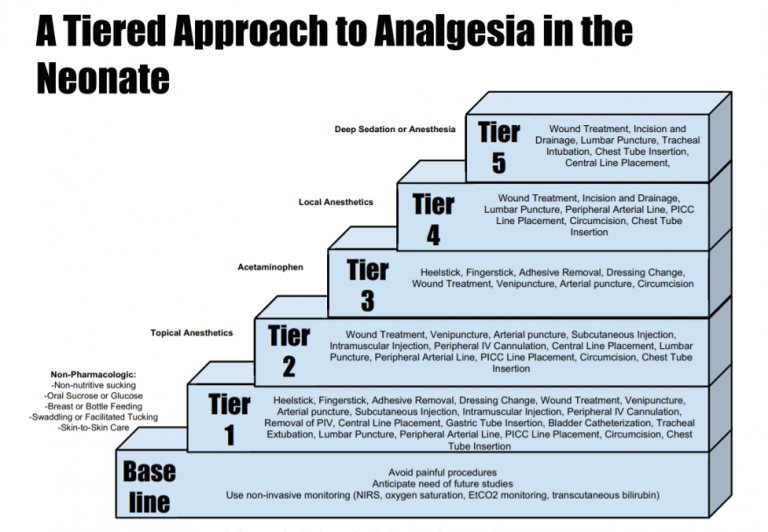 A Tiered Approach to Analgesia in the
Neonate
Deep Sedation or Anesthesia
Tier
5
Wound Treatment, Incision and
Drainage, Lumbar Puncture, Tracheal
Intubation, Chest Tube Insertion,
Central Line Placement,
Local Anesthetics
Tier
4
Wound Treatment, Incision and Drainage,
Lumbar Puncture, Peripheral Arterial Line, PICC
Line Placement, Circumcision, Chest Tube
Insertion
Acetaminophen
Tier
3
Heelstick, Fingerstick, Adhesive Removal, Dressing Change,
Wound Treatment, Venipuncture, Arterial puncture, Circumcision
Topical Anesthetics
Tier
2
Wound Treatment, Venipuncture, Arterial puncture, Subcutaneous Injection,
Intramuscular Injection, Peripheral IV Cannulation, Central Line Placement, Lumbar
Puncture, Peripheral Arterial Line, PICC Line Placement, Circumcision, Chest Tube
Insertion
Non-Pharmacologic:
-Non-nutritive sucking
-Oral Sucrose or Glucose
-Breast or Bottle Feeding
-Swaddling or Facilitated Tucking
-Skin-to-Skin Care
Tier
1
Heelstick, Fingerstick, Adhesive Removal, Dressing Change, Wound Treatment, Venipuncture,
Arterial puncture, Subcutaneous Injection, Intramuscular Injection, Peripheral IV Cannulation,
Removal of PIV, Central Line Placement, Gastric Tube Insertion, Bladder Catheterization, Tracheal
Extubation, Lumbar Puncture, Peripheral Arterial Line, PICC Line Placement, Circumcision, Chest
Tube Insertion
Base
line
Avoid painful procedures
Anticipate need of future studies
Use non-invasive monitoring (NIRS, oxygen saturation, EtCO2 monitoring, transcutaneous bilirubin)